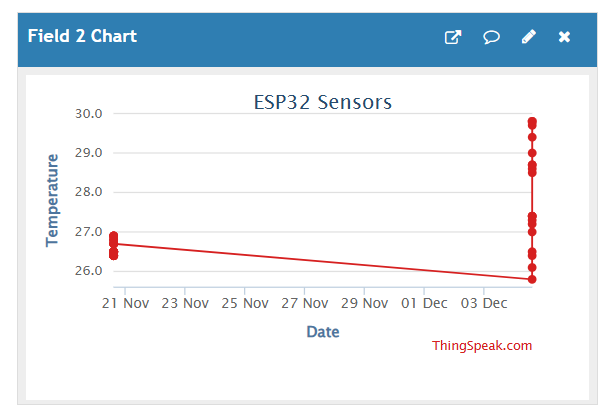 Field 2 Chart
ESP32 Sensors
30.0
29.0
28.0
27.0
26.0
Temperature
21 Nov 23 Nov 25 Nov 27 Nov 29 Nov 01 Dec 03 Dec
Date
ThingSpeak.com